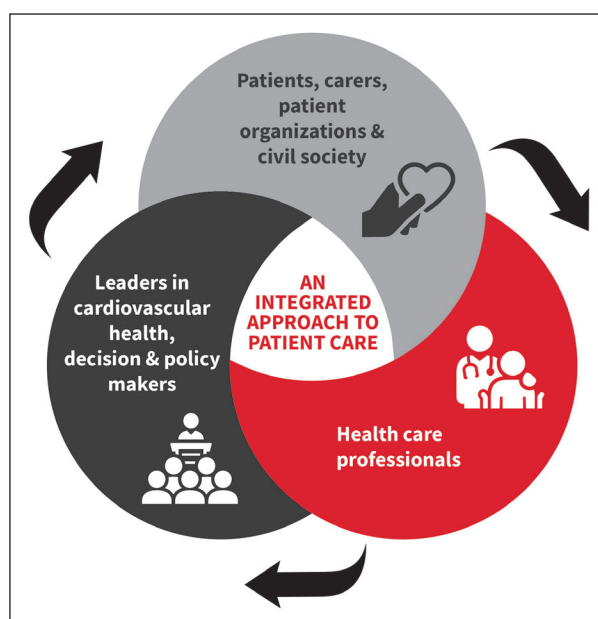 Patients, carers,
patient
organizations &
civil society
Leaders in
cardiovascular
health,
decision & policy
makers
AN
INTEGRATED
APPROACH TO
PATIENT CARE
Health care
professionals